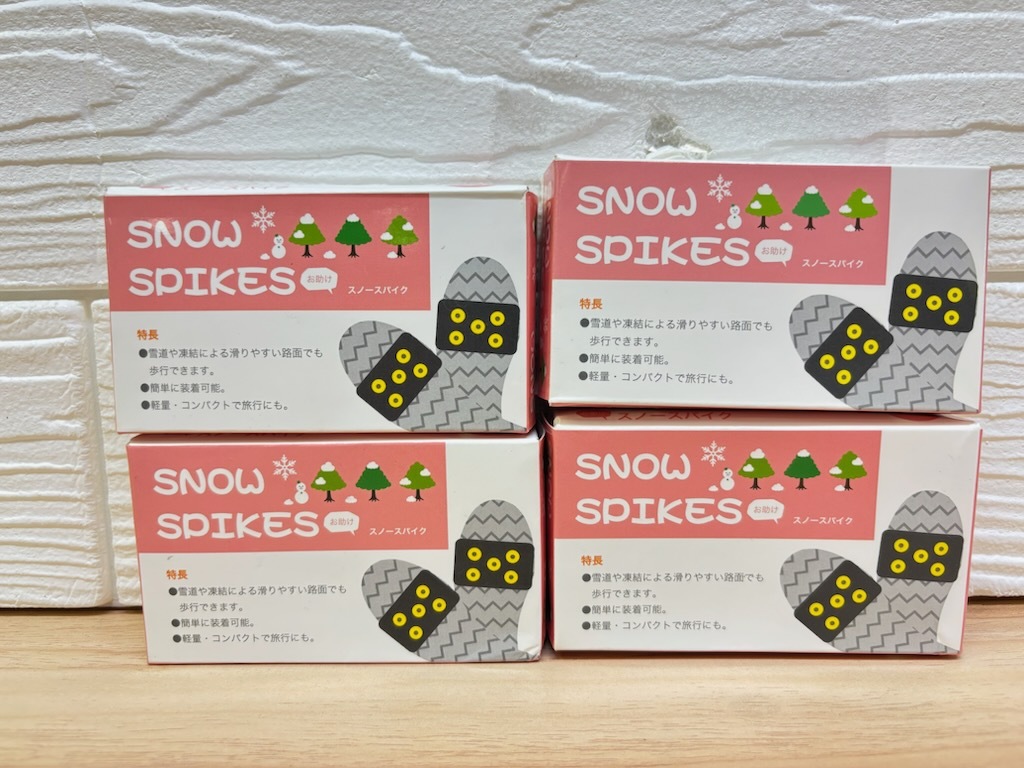 SNOW
SPIKES
お助け
スノースパイク
特長
●雪道や凍結による滑りやすい路面でも
歩行できます。
●簡単に装着可能。
●軽量・コンパクトで旅行にも。
SNOW
SPIKES
お助け
スノースパイク
特長
●雪道や凍結による滑りやすい路面でも
歩行できます。
●簡単に装着可能。
●軽量・コンパクトで旅行にも。
SNOW
SPIKES
お助け
スノースパイク
特長
●雪道や凍結による滑りやすい路面でも
歩行できます。
●簡単に装着可能。
●軽量・コンパクトで旅行にも。
スノースパイク
SNOW
SPIKES
お助け
スノースパイク
特長
●雪道や凍結による滑りやすい路面でも
歩行できます。
●簡単に装着可能。
●軽量・コンパクトで旅行にも。